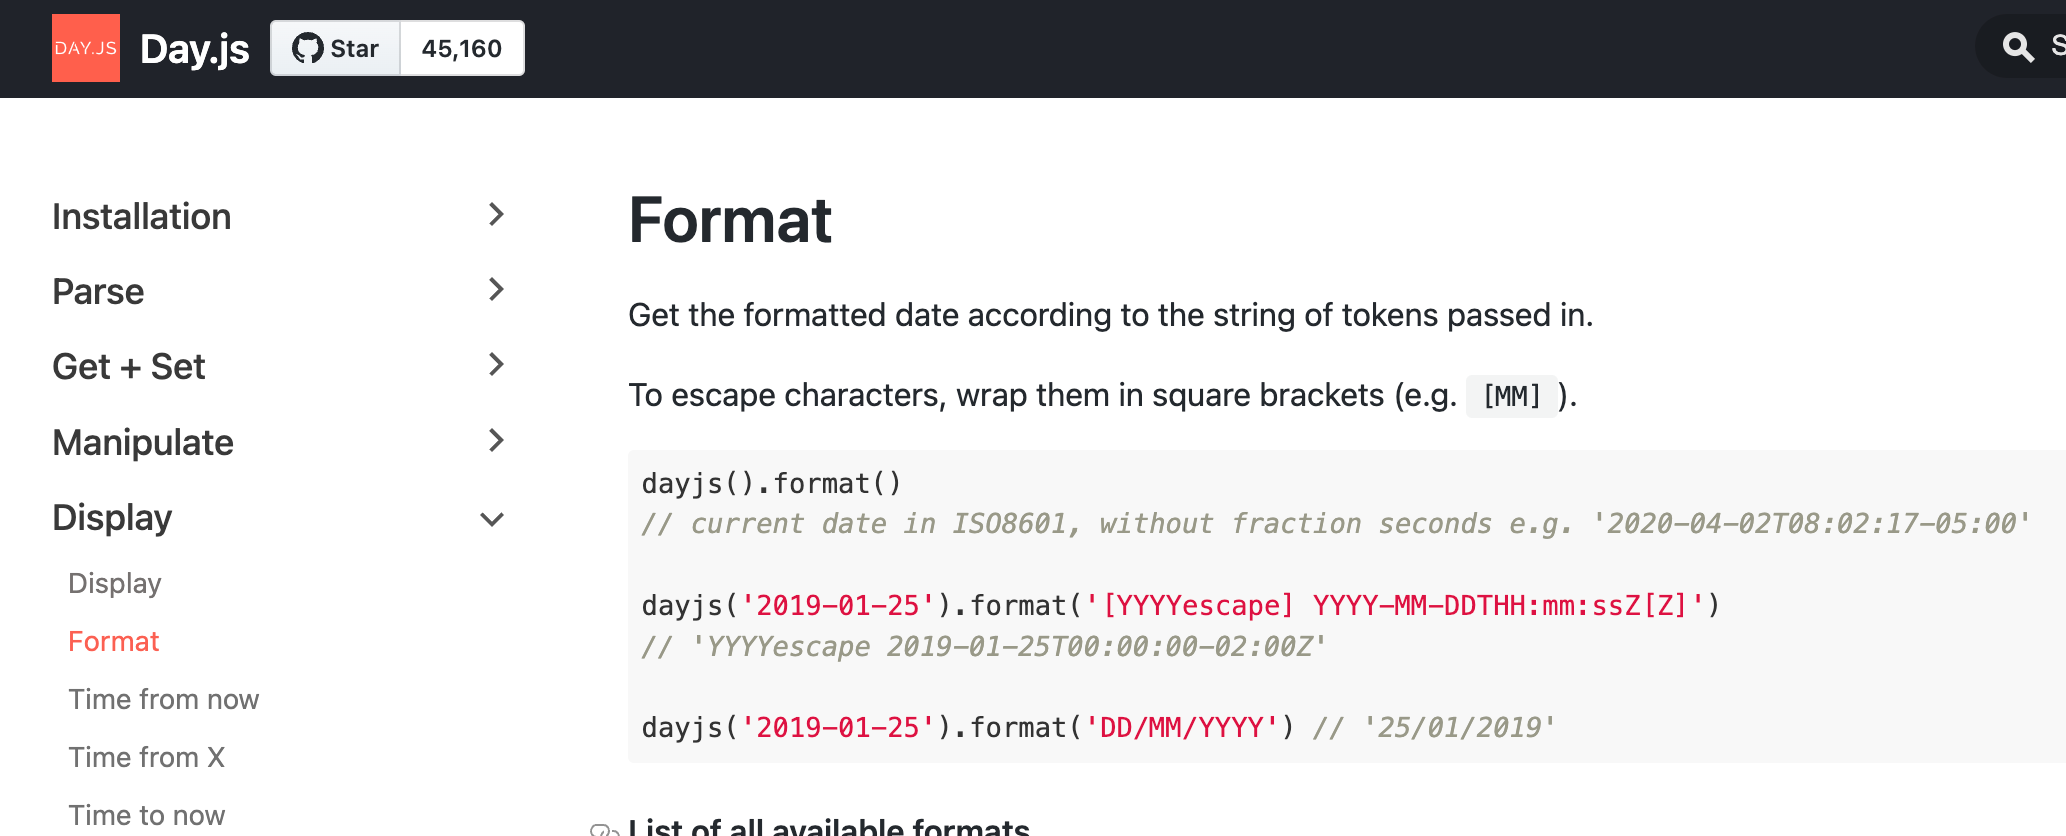 DAY.JS Day.js Star 45,160
Installation
Parse
Get + Set
Manipulate
Display
Display
Format
Time from now
Time from X
Time to now
Format
Get the formatted date according to the string of tokens passed in.
To escape characters, wrap them in square brackets (e.g. [MM] ).
dayjs().format()
// current date in ISO8601, without fraction seconds e.g. '2020-04-02T08:02:17-05:00'
dayjs('2019-01-25').format('[YYYYescape] YYYY-MM-DDTHH:mm:ssZ[Z]')
// 'YYYYescape 2019-01-25T00:00:00-02:00Z'
dayjs('2019-01-25').format('DD/MM/YYYY') // '25/01/2019'
List of all available formats